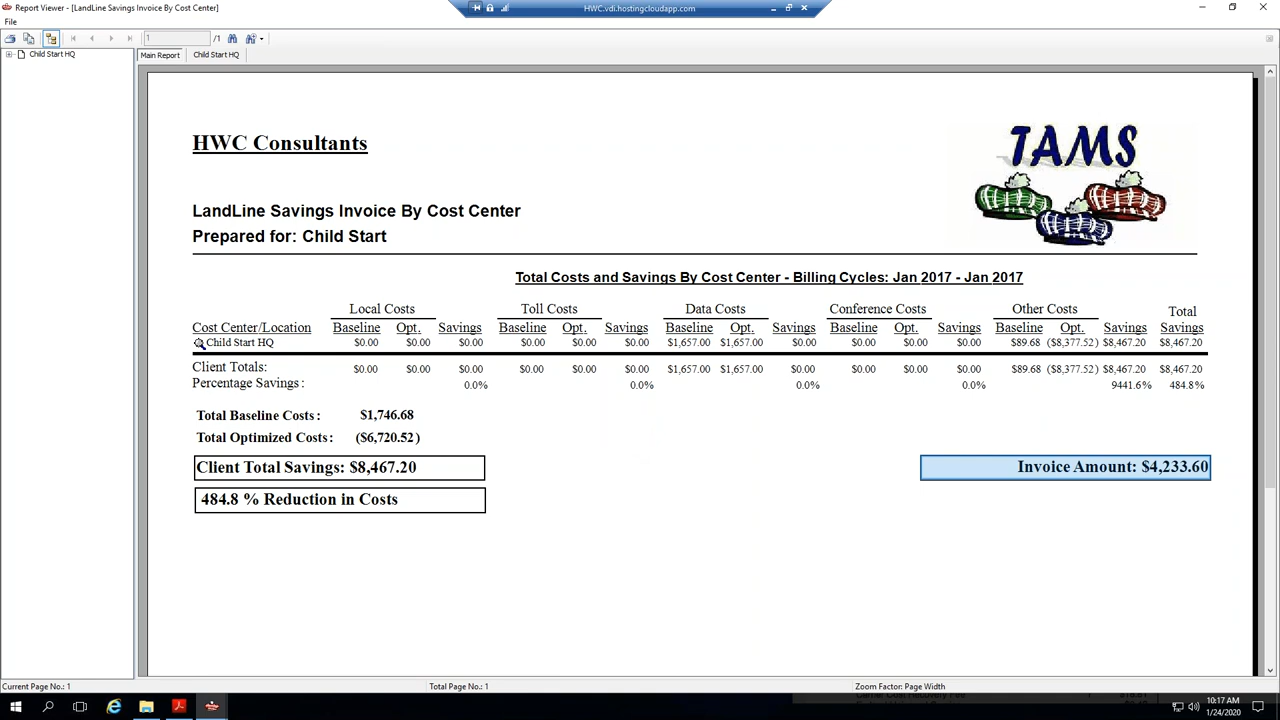 Report Viewer - [LandLine Savings Invoice By Cost Center]
HWC.vdi.hostingcloudapp.com
File
1 /1
Child Start HQ
Main Report Child Start HQ
HWC Consultants
TAMS
LandLine Savings Invoice By Cost Center
Prepared for: Child Start
Total Costs and Savings By Cost Center - Billing Cycles: Jan 2017 - Jan 2017
Local Costs Toll Costs Data Costs Conference Costs Other Costs Total
Cost Center/Location Baseline Opt. Savings Baseline Opt. Savings Baseline Opt. Savings Baseline Opt. Savings Baseline Opt. Savings Savings
Child Start HQ $0.00 $0.00 $0.00 $0.00 $0.00 $0.00 $1,657.00 $1,657.00 $0.00 $0.00 $0.00 $0.00 $89.68 ($8,377.52) $8,467.20 $8,467.20
Client Totals: $0.00 $0.00 $0.00 $0.00 $0.00 $0.00 $1,657.00 $1,657.00 $0.00 $0.00 $0.00 $0.00 $89.68 ($8,377.52) $8,467.20 $8,467.20
Percentage Savings: 0.0% 0.0% 0.0% 0.0% 9441.6% 484.8%
Total Baseline Costs: $1,746.68
Total Optimized Costs: ($6,720.52)
Client Total Savings: $8,467.20
Invoice Amount: $4,233.60
484.8 % Reduction in Costs
Current Page No.: 1 Total Page No.: 1 Zoom Factor: Page Width
10:17 AM
1/24/2020